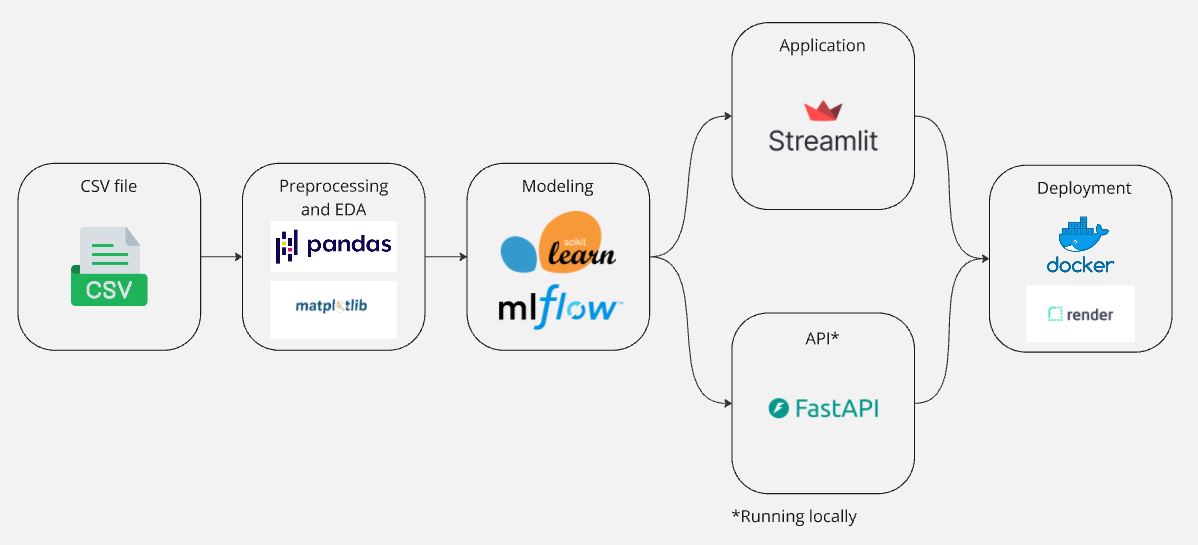 CSV file
CSV
Preprocessing
and EDA
pandas
matplotlib
Modeling
scikit
learn
mlflow™
Application
Streamlit
API*
FastAPI
*Running locally
Deployment
docker
render